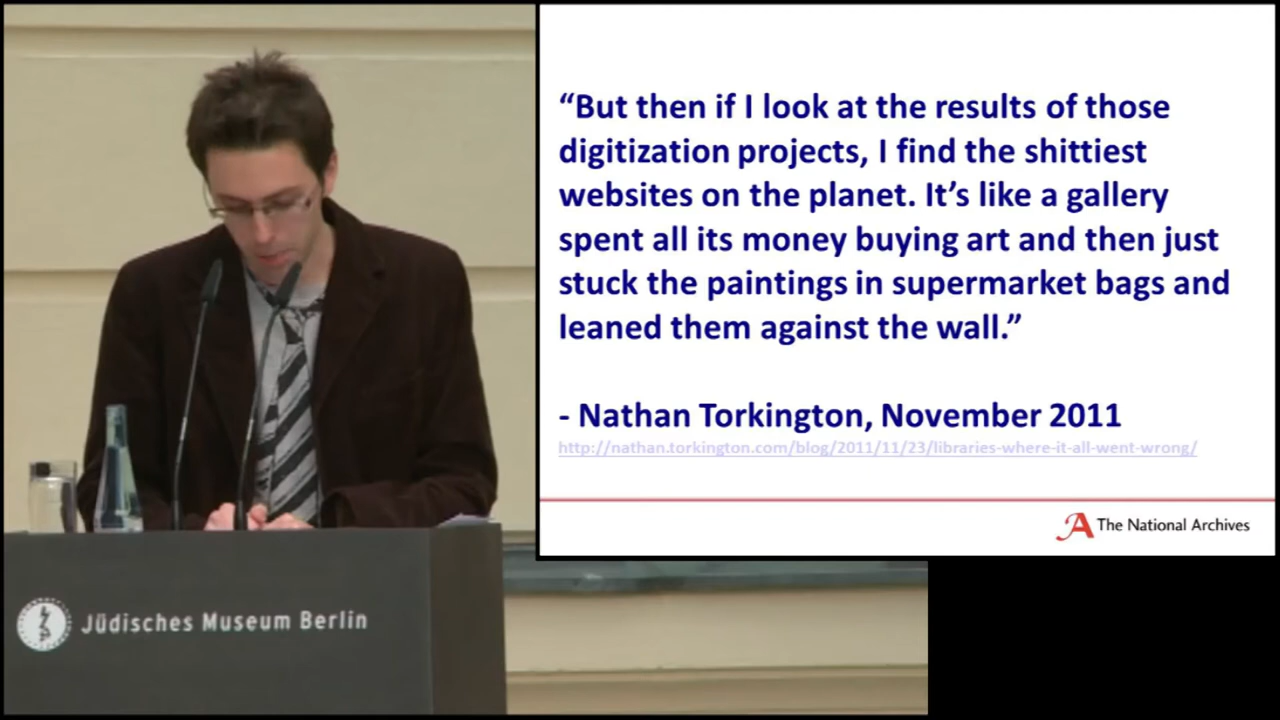 “But then if I look at the results of those
digitization projects, I find the shittiest
websites on the planet. It’s like a gallery
spent all its money buying art and then just
stuck the paintings in supermarket bags and
leaned them against the wall.”
- Nathan Torkington, November 2011
http://nathan.torkington.com/blog/2011/11/23/libraries-where-it-all-went-wrong/
The National Archives
Jüdisches Museum Berlin